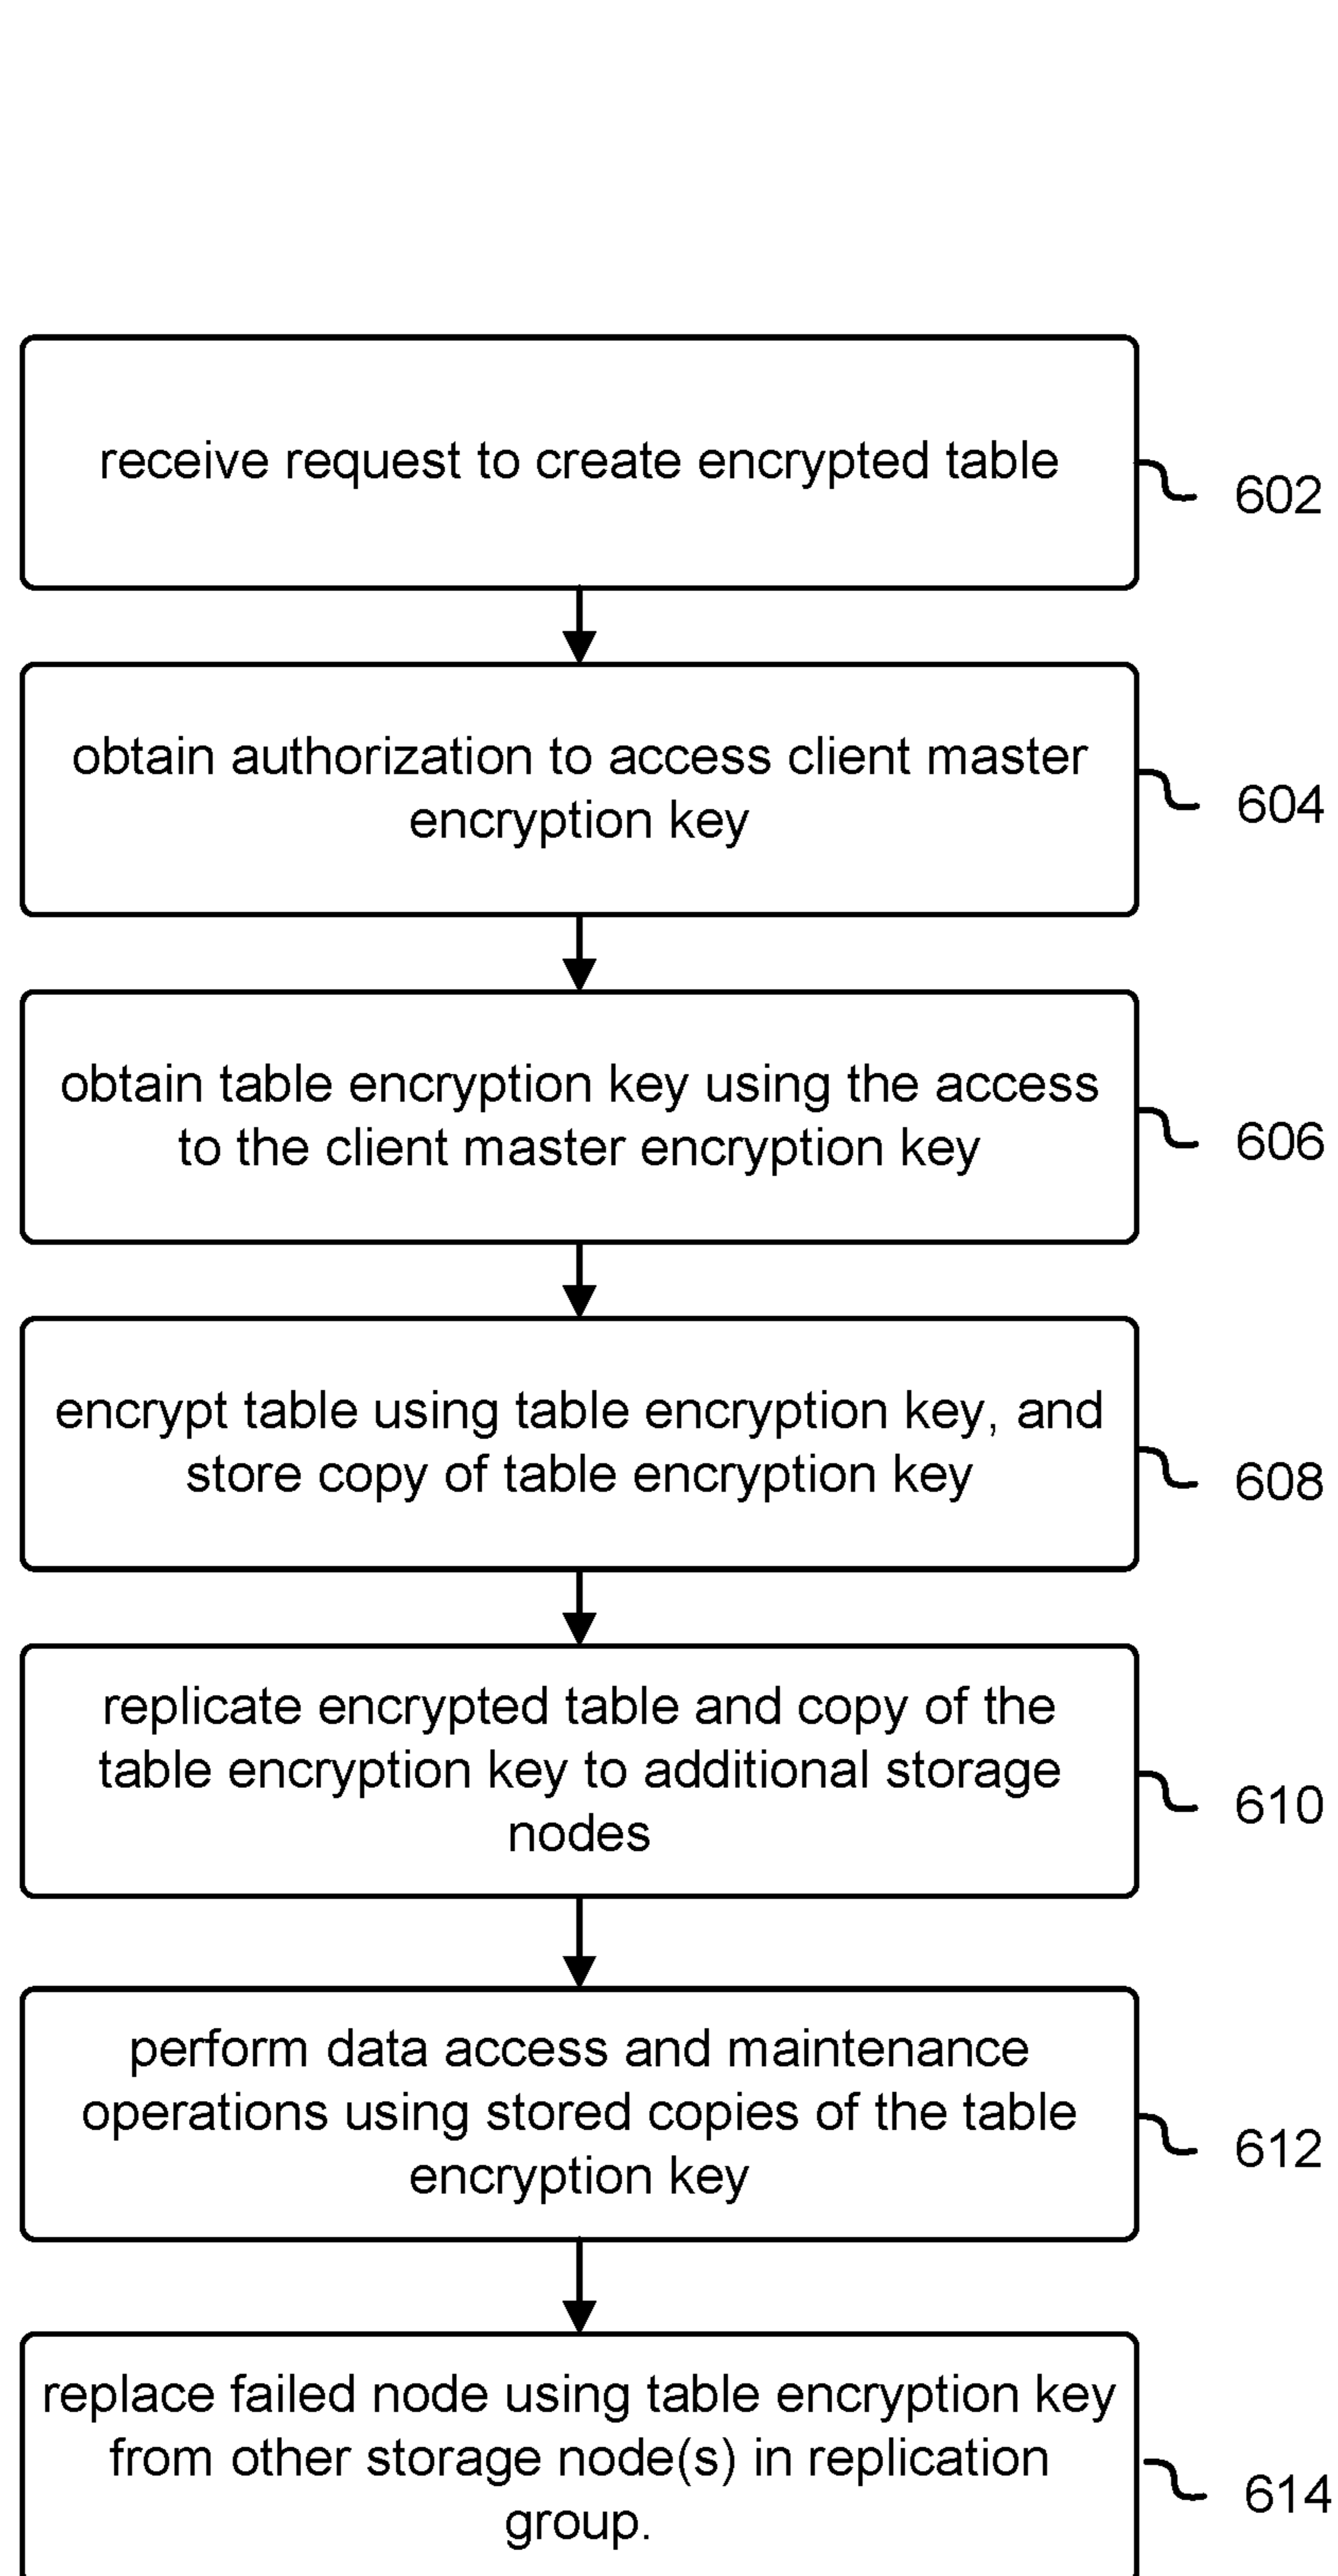 receive request to create encrypted table
602
obtain authorization to access client master
encryption key
604
obtain table encryption key using the access
to the client master encryption key
606
encrypt table using table encryption key, and
store copy of table encryption key
608
replicate encrypted table and copy of the
table encryption key to additional storage
nodes
610
perform data access and maintenance
operations using stored copies of the table
encryption key
612
replace failed node using table encryption key
from other storage node(s) in replication
group.
614